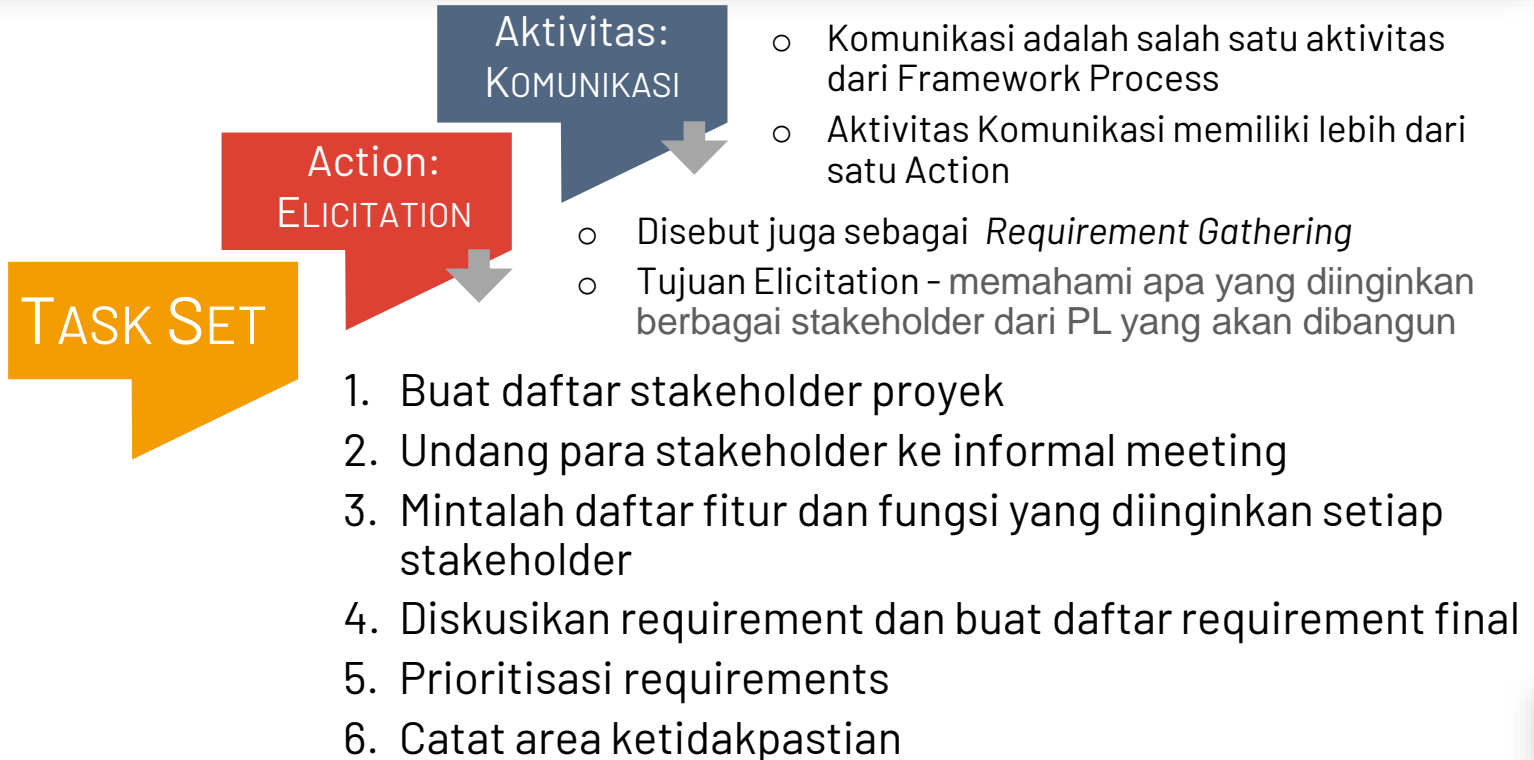 Aktivitas:
KOMUNIKASI
o Komunikasi adalah salah satu aktivitas
dari Framework Process
o Aktivitas Komunikasi memiliki lebih dari
satu Action
Action:
ELICITATION
o Disebut juga sebagai Requirement Gathering
o Tujuan Elicitation - memahami apa yang diinginkan
berbagai stakeholder dari PL yang akan dibangun
TASK SET
1. Buat daftar stakeholder proyek
2. Undang para stakeholder ke informal meeting
3. Mintalah daftar fitur dan fungsi yang diinginkan setiap
stakeholder
4. Diskusikan requirement dan buat daftar requirement final
5. Prioritisasi requirements
6. Catat area ketidakpastian